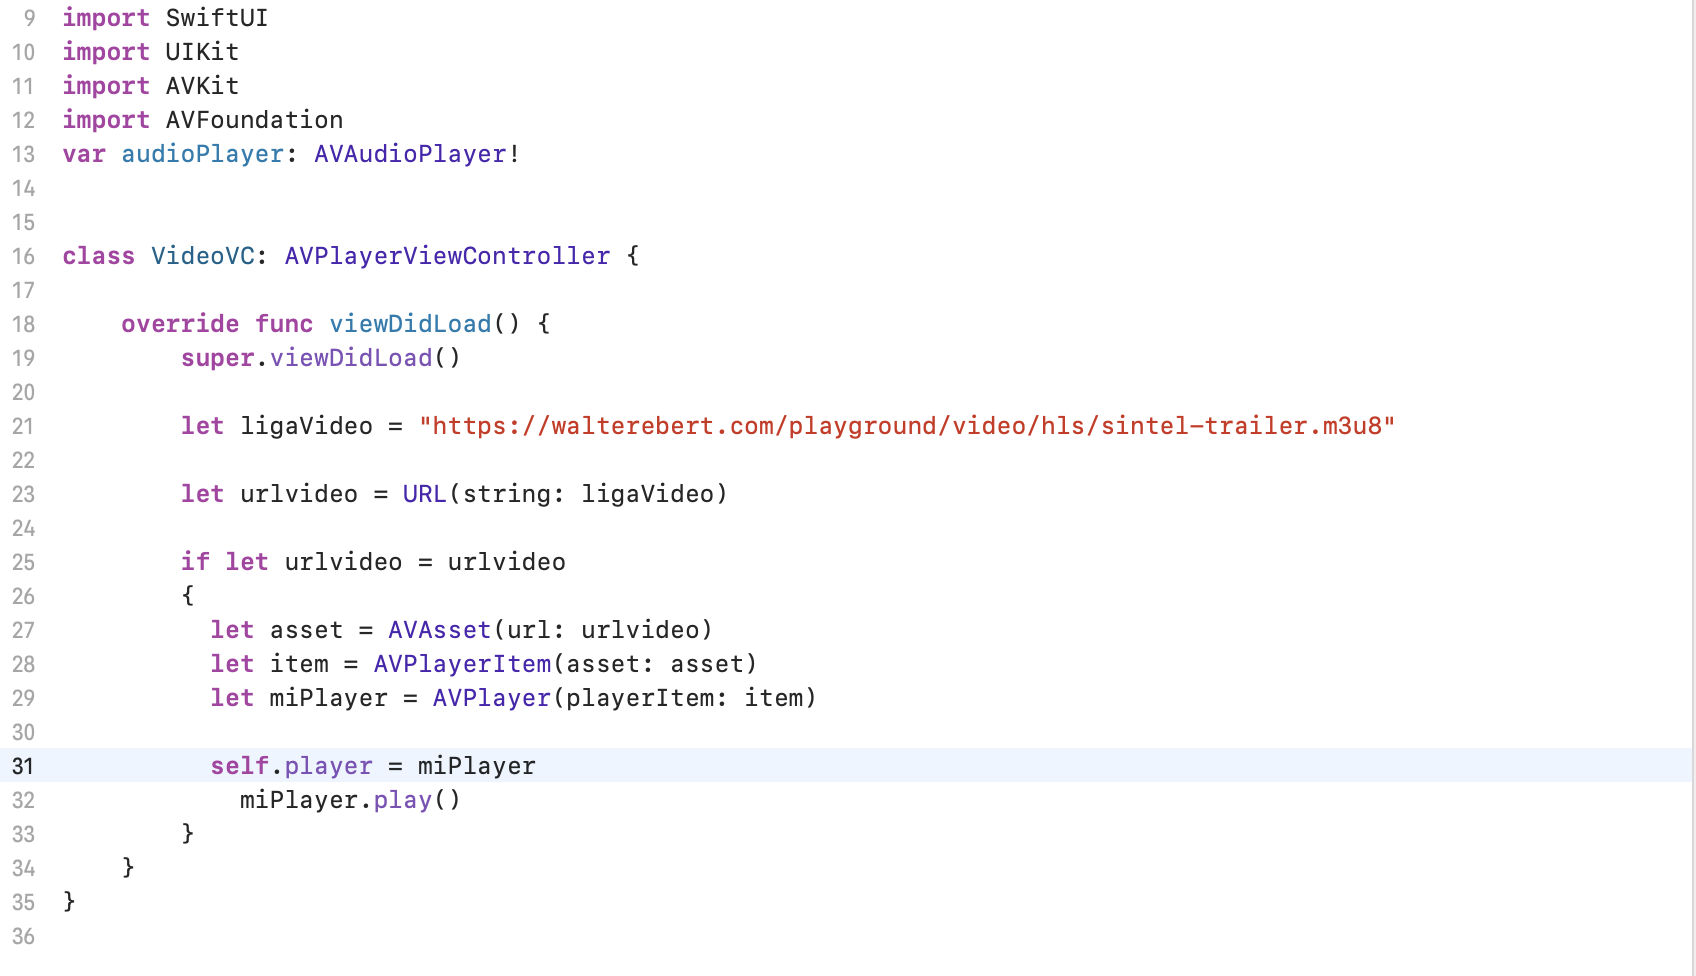 9 import SwiftUI
10 import UIKit
11 import AVKit
12 import AVFoundation
13 var audioPlayer: AVAudioPlayer!
14
15
16 class VideoVC: AVPlayerViewController {
17
18     override func viewDidLoad() {
19         super.viewDidLoad()
20
21         let ligaVideo = "https://walterebert.com/playground/video/hls/sintel-trailer.m3u8"
22
23         let urlvideo = URL(string: ligaVideo)
24
25         if let urlvideo = urlvideo
26         {
27           let asset = AVAsset(url: urlvideo)
28           let item = AVPlayerItem(asset: asset)
29           let miPlayer = AVPlayer(playerItem: item)
30
31           self.player = miPlayer
32             miPlayer.play()
33         }
34     }
35 }
36